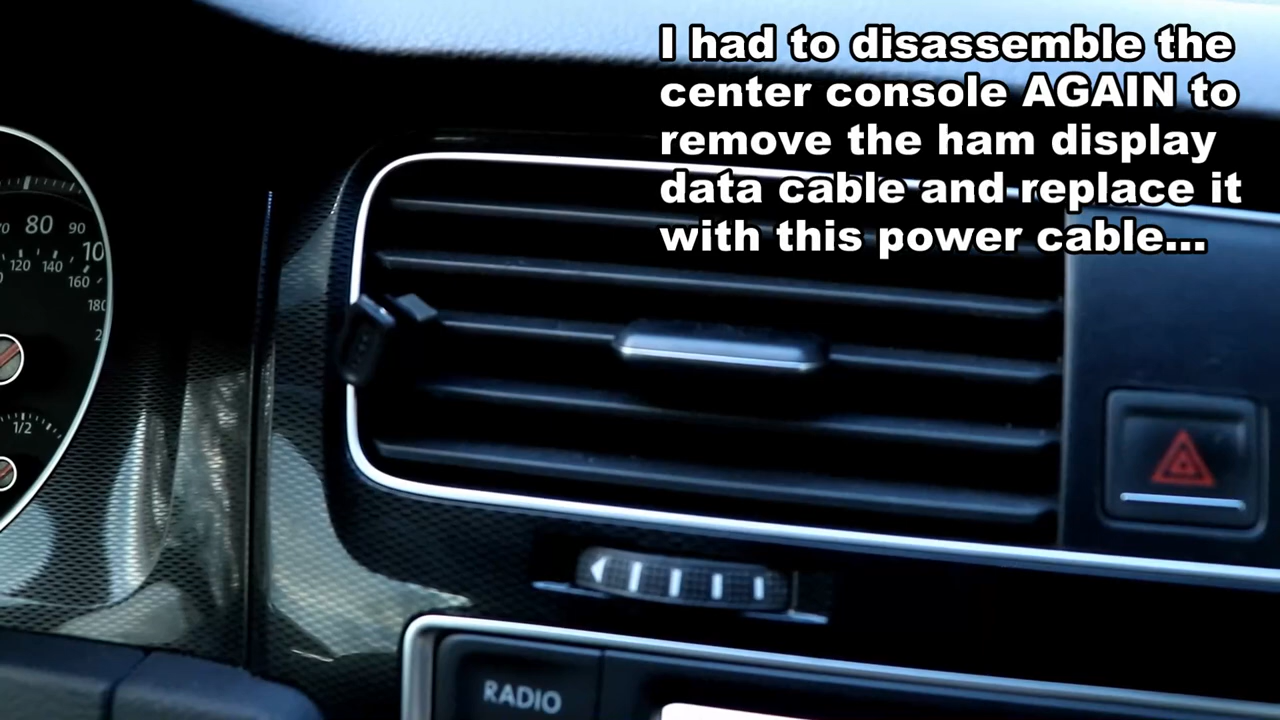 I had to disassemble the
center console AGAIN to
remove the ham display
data cable and replace it
with this power cable...
80 90
120 140
160
180
1/2
RADIO